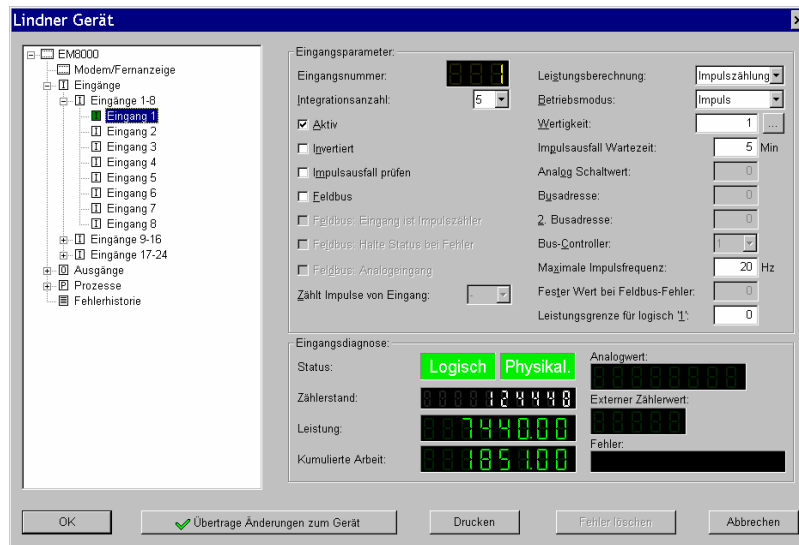 Lindner Gerät
EM8000
Modem/Fernanzeige
Eingänge
Eingänge 1-8
Eingang 1
Eingang 2
Eingang 3
Eingang 4
Eingang 5
Eingang 6
Eingang 7
Eingang 8
Eingänge 9-16
Eingänge 17-24
Ausgänge
Prozesse
Fehlerhistorie
Eingangsparameter:
Eingangsnummer: 1
Integrationsanzahl: 5
Aktiv
Invertiert
Impulsausfall prüfen
Feldbus
Feldbus: Eingang ist Impulszähler
Feldbus: Halte Status bei Fehler
Feldbus: Analogeingang
Zählt Impulse von Eingang: -
Leistungsberechnung: Impulszählung
Betriebsmodus: Impuls
Wertigkeit: 1 ...
Impulsausfall Wartezeit: 5 Min
Analog Schaltwert: 0
Busadresse: 0
2. Busadresse: 0
Bus-Controller: 1
Maximale Impulsfrequenz: 20 Hz
Fester Wert bei Feldbus-Fehler: 0
Leistungsgrenze für logisch '1': 0
Eingangsdiagnose:
Status: Logisch Physikal.
Zählerstand: 124448
Leistung: 7440.00
Kumulierte Arbeit: 1851.00
Analogwert:
Externer Zählerwert:
Fehler:
OK Übertrage Änderungen zum Gerät Drucken Fehler löschen Abbrechen